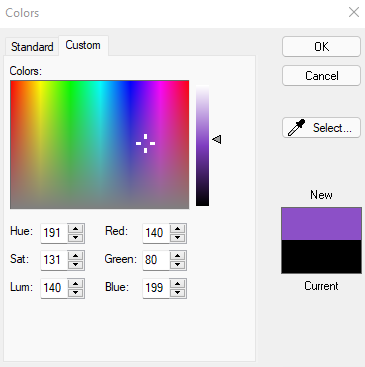 Colors
Standard
Custom
OK
Colors:
Cancel
Select...
New
Hue: 191
Red: 140
Sat: 131
Green: 80
Lum: 140
Blue: 199
Current